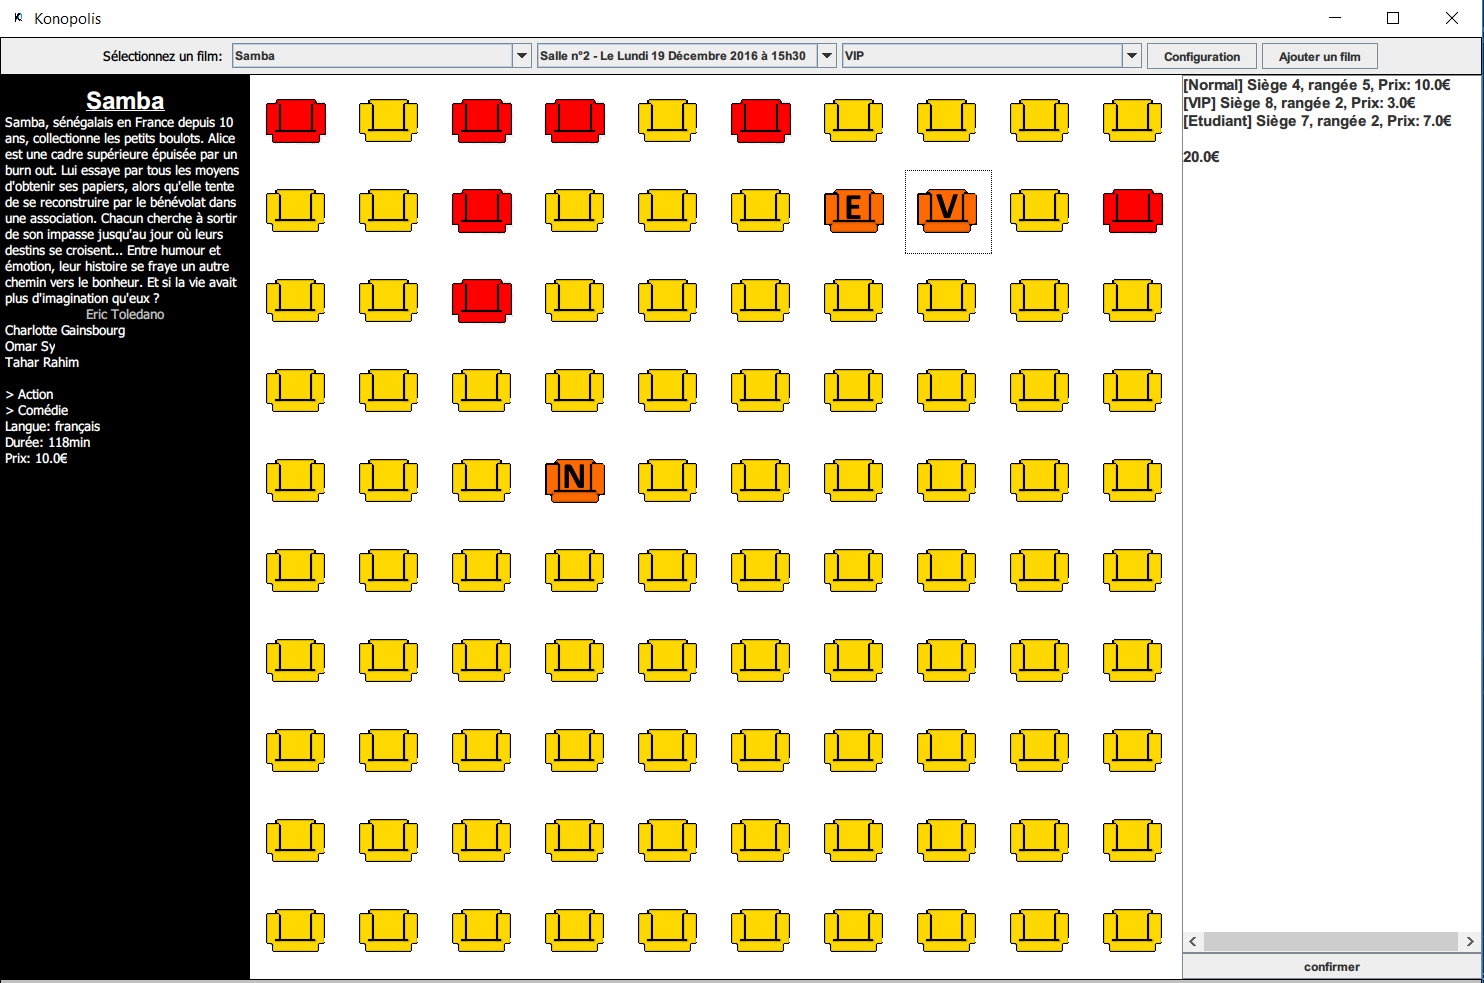 Konopolis
Sélectionnez un film: Samba Salle n°2 - Le Lundi 19 Décembre 2016 à 15h30 VIP Configuration Ajouter un film
Samba
Samba, sénégalais en France depuis 10
ans, collectionne les petits boulots. Alice
est une cadre supérieure épuisée par un
burn out. Lui essaye par tous les moyens
d'obtenir ses papiers, alors qu'elle tente
de se reconstruire par le bénévolat dans
une association. Chacun cherche à sortir
de son impasse jusqu'au jour où leurs
destins se croisent... Entre humour et
émotion, leur histoire se fraye un autre
chemin vers le bonheur. Et si la vie avait
plus d'imagination qu'eux ?
Eric Toledano
Charlotte Gainsbourg
Omar Sy
Tahar Rahim
> Action
> Comédie
Langue: français
Durée: 118min
Prix: 10.0€
E V
N
[Normal] Siège 4, rangée 5, Prix: 10.0€
[VIP] Siège 8, rangée 2, Prix: 3.0€
[Etudiant] Siège 7, rangée 2, Prix: 7.0€
20.0€
confirmer